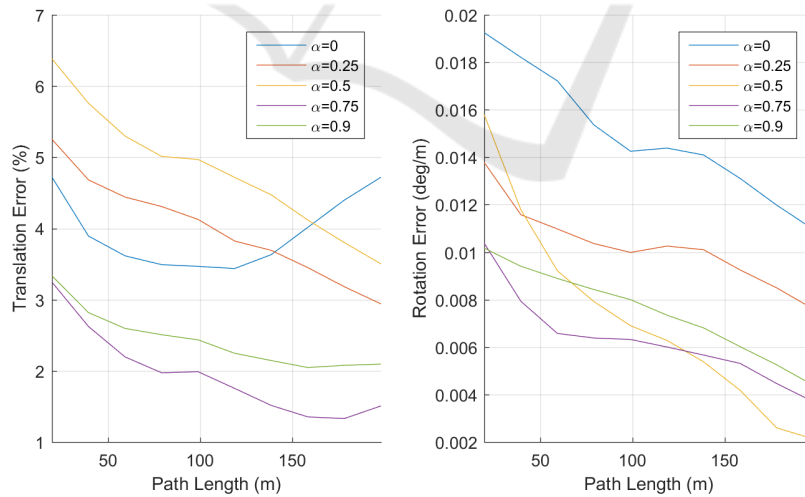 7
6
5
4
3
2
1
50
100
150
Translation Error (%)
Path Length (m)
α=0
α=0.25
α=0.5
α=0.75
α=0.9
0.02
0.018
0.016
0.014
0.012
0.01
0.008
0.006
0.004
0.002
50
100
150
Rotation Error (deg/m)
Path Length (m)
α=0
α=0.25
α=0.5
α=0.75
α=0.9